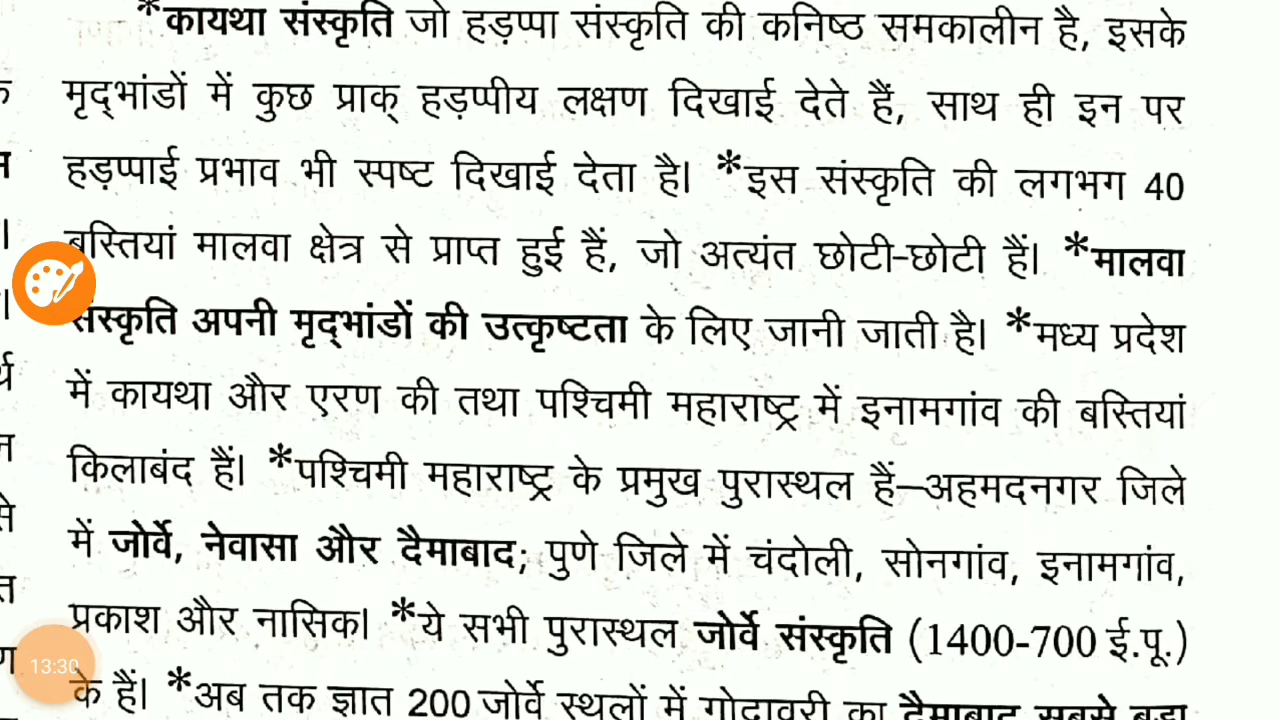 *कायथा संस्कृति जो हड़प्पा संस्कृति की कनिष्ठ समकालीन है, इसके
मृद्भांडों में कुछ प्राक् हड़प्पीय लक्षण दिखाई देते हैं, साथ ही इन पर
हड़प्पाई प्रभाव भी स्पष्ट दिखाई देता है। *इस संस्कृति की लगभग 40
बस्तियां मालवा क्षेत्र से प्राप्त हुई हैं, जो अत्यंत छोटी-छोटी हैं। *मालवा
संस्कृति अपनी मृद्भांडों की उत्कृष्टता के लिए जानी जाती है। *मध्य प्रदेश
में कायथा और एरण की तथा पश्चिमी महाराष्ट्र में इनामगांव की बस्तियां
किलाबंद हैं। *पश्चिमी महाराष्ट्र के प्रमुख पुरास्थल हैं—अहमदनगर जिले
में जोर्वे, नेवासा और दैमाबाद; पुणे जिले में चंदोली, सोनगांव, इनामगांव,
प्रकाश और नासिक। *ये सभी पुरास्थल जोर्वे संस्कृति (1400-700 ई.पू.)
13:30
के हैं। *अब तक ज्ञात 200 जोर्वे स्थलों में गोदावरी का दैमाबाद सबसे बड़ा